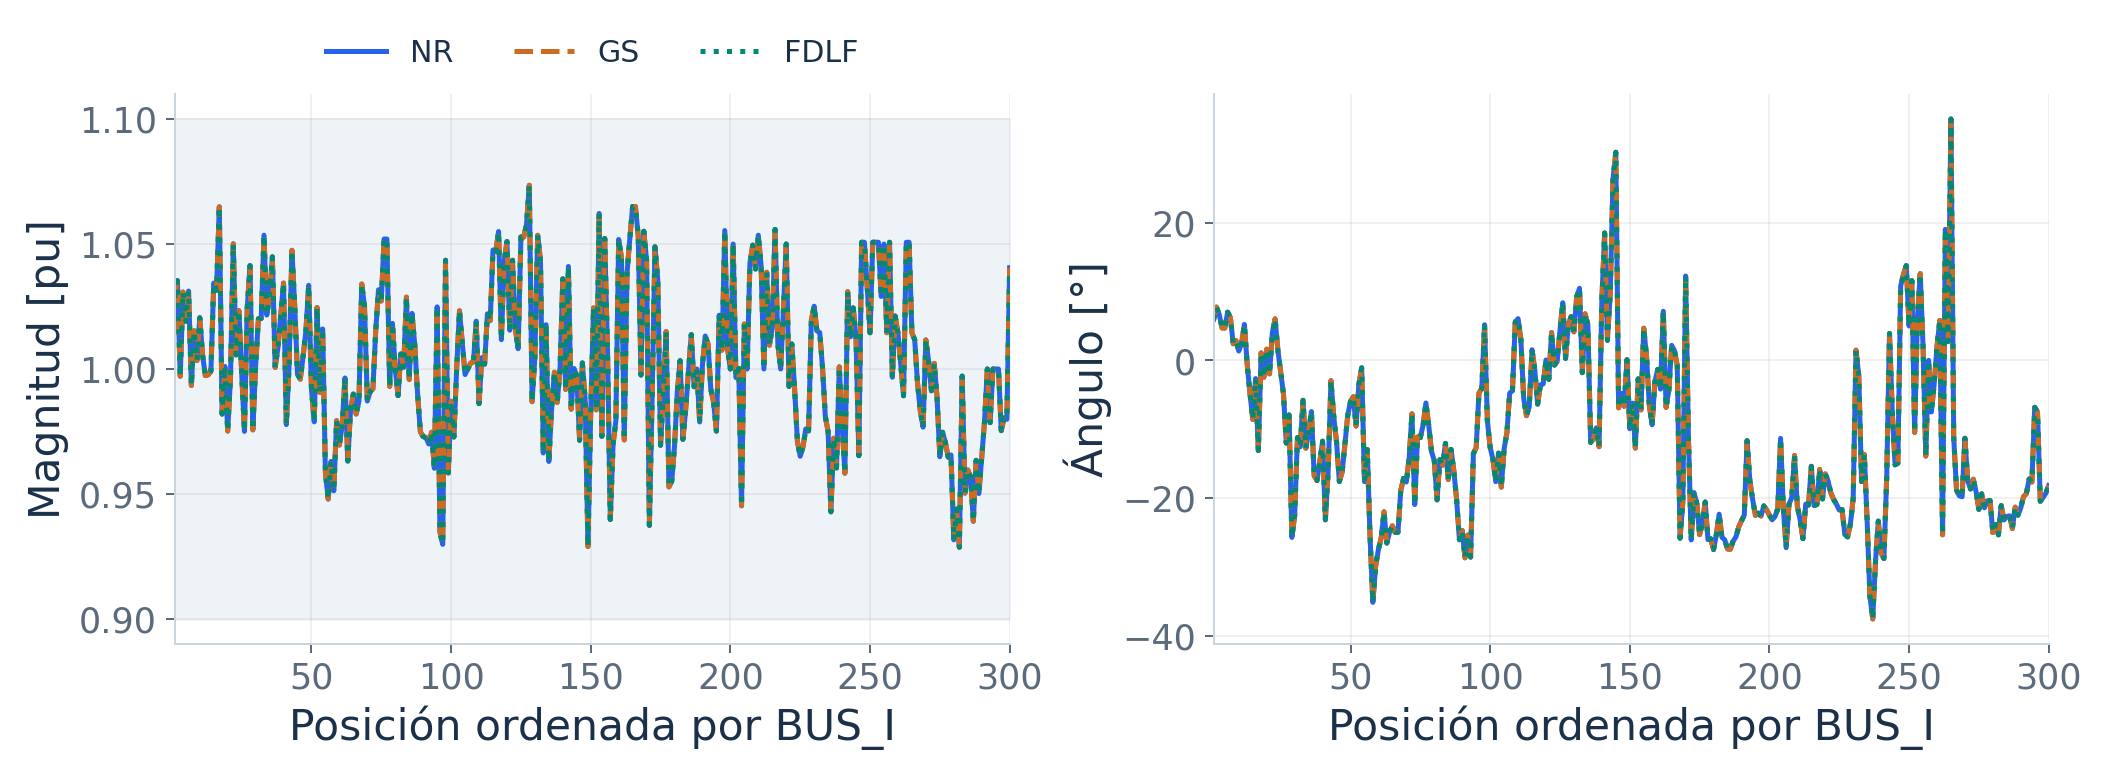 NR GS FDLF
Magnitud [pu]
1.10
1.05
1.00
0.95
0.90
50 100 150 200 250 300
Posición ordenada por BUS_I
Ángulo [°]
20
0
−20
−40
50 100 150 200 250 300
Posición ordenada por BUS_I